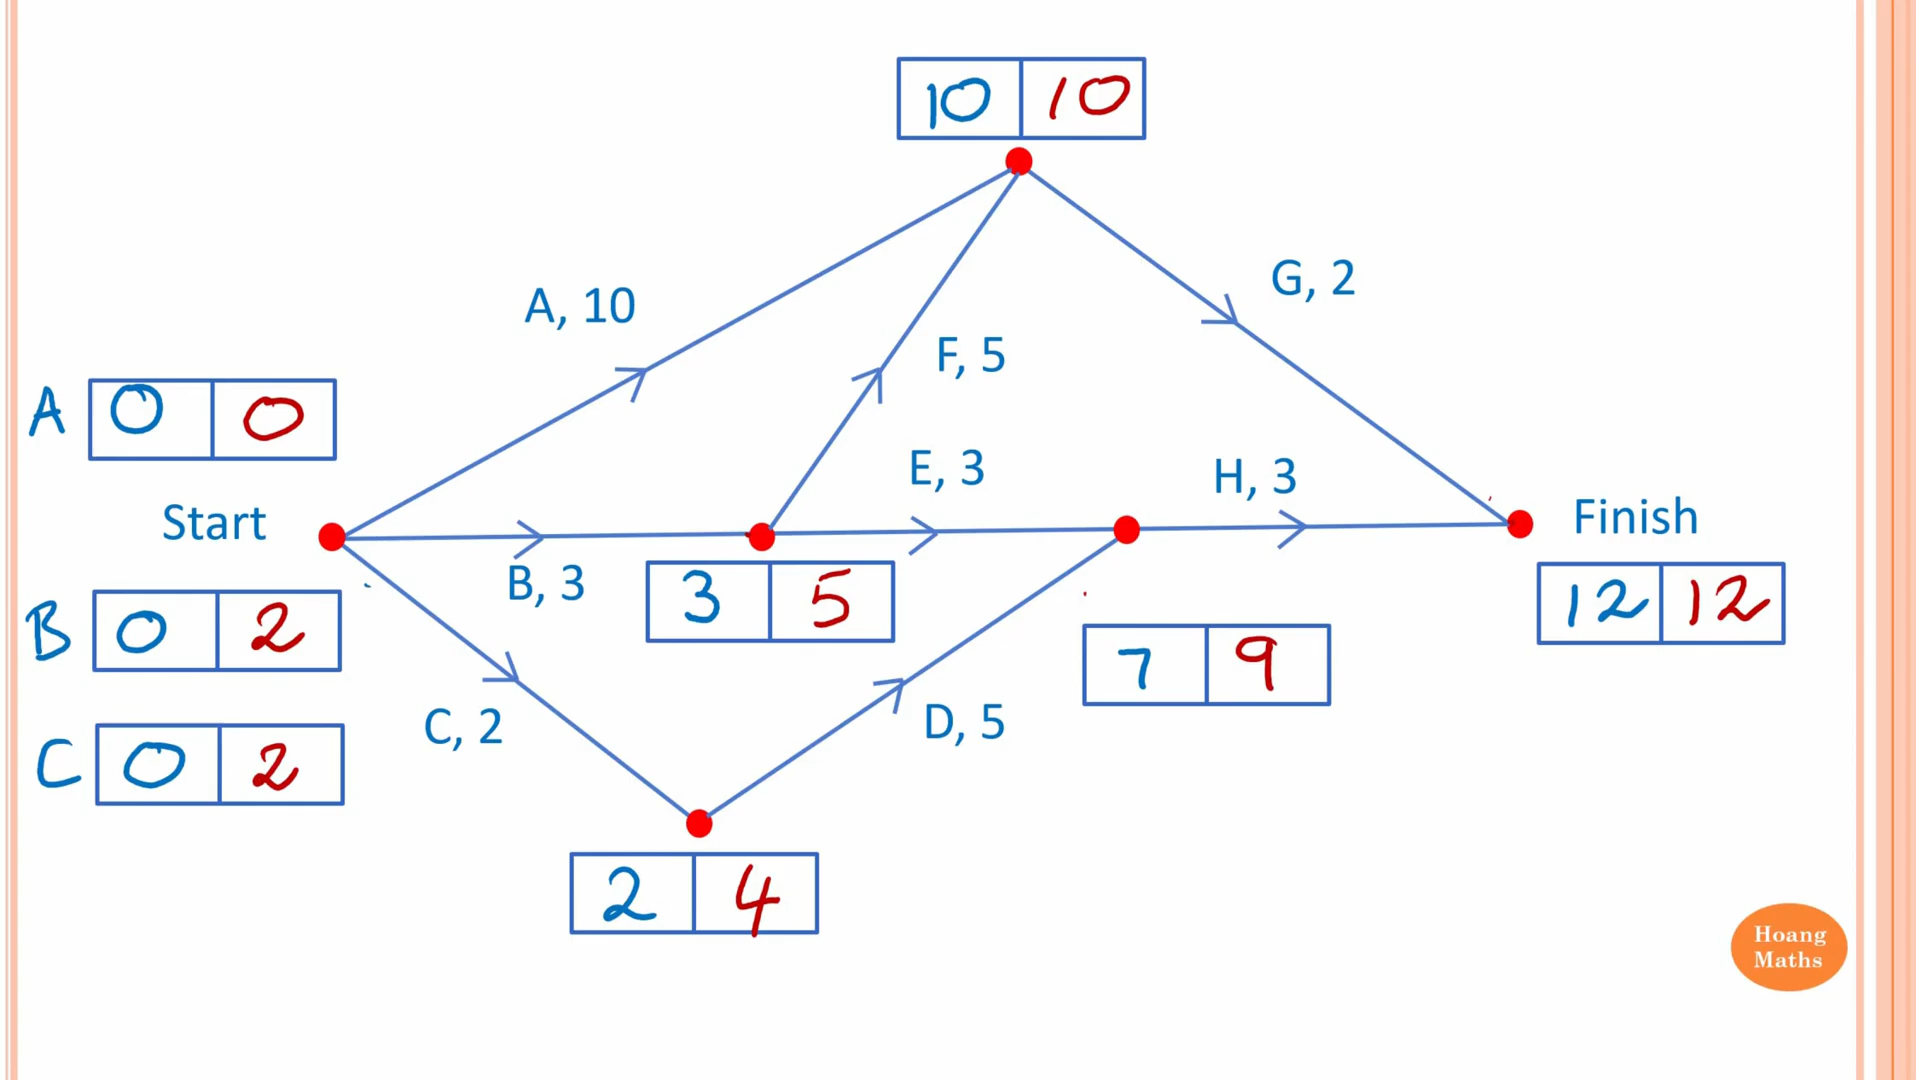 10 10
A, 10
G, 2
F, 5
A 0 0
E, 3
H, 3
Start
Finish
B, 3
3 5
12 12
B 0 2
7 9
C, 2
D, 5
C 0 2
2 4
Hoang
Maths